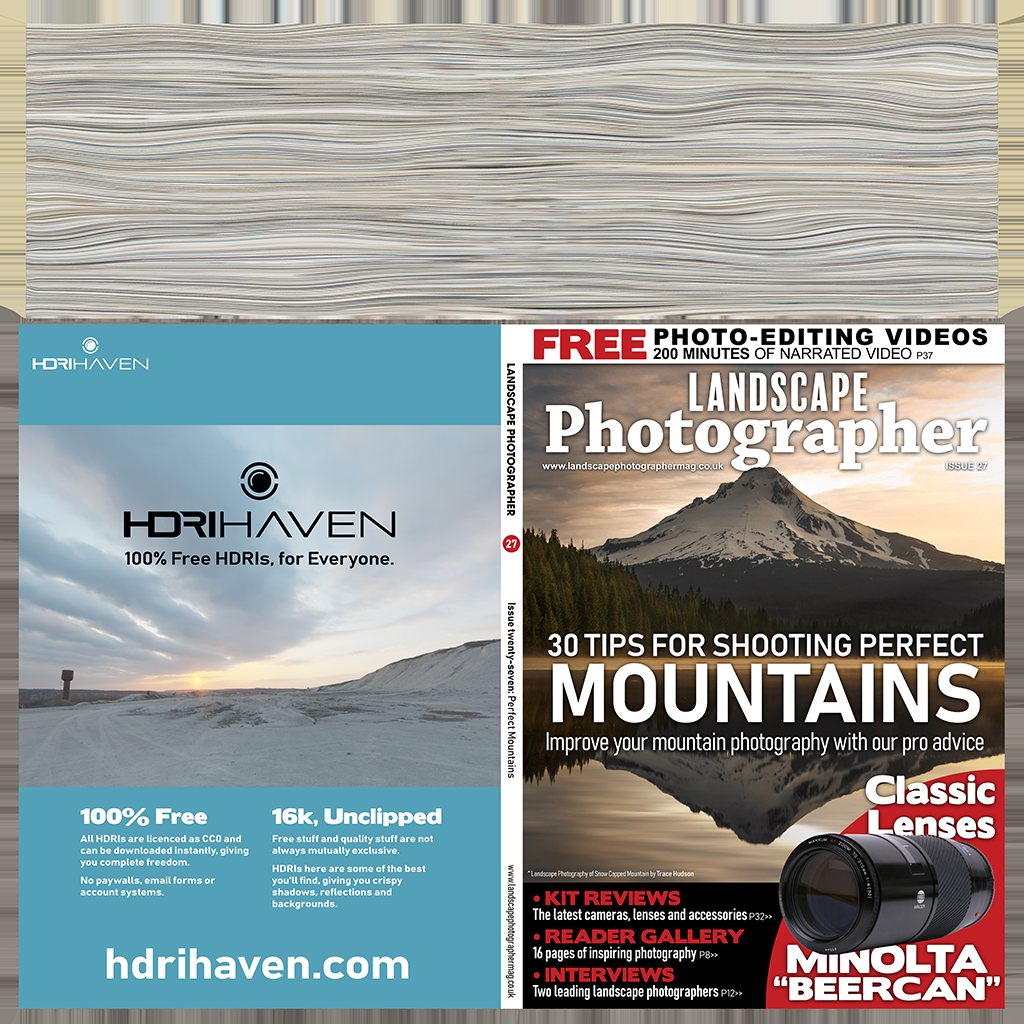 HDRIHAVEN
HDRIHAVEN
100% Free HDRIs, for Everyone.
100% Free
All HDRIs are licenced as CC0 and
can be downloaded instantly, giving
you complete freedom.
No paywalls, email forms or
account systems.
16k, Unclipped
Free stuff and quality stuff are not
always mutually exclusive.
HDRIs here are some of the best
you'll find, giving you crispy
shadows, reflections and
backgrounds.
hdrihaven.com
LANDSCAPE PHOTOGRAPHER
27
Issue twenty-seven: Perfect Mountains
www.landscapephotographermag.co.uk
FREE PHOTO-EDITING VIDEOS
200 MINUTES OF NARRATED VIDEO P37
LANDSCAPE
Photographer
www.landscapephotographermag.co.uk
ISSUE 27
30 TIPS FOR SHOOTING PERFECT
MOUNTAINS
Improve your mountain photography with our pro advice
Classic
Lenses
* Landscape Photography of Snow Capped Mountain by Trace Hudson
• KIT REVIEWS
The latest cameras, lenses and accessories P32>>
• READER GALLERY
16 pages of inspiring photography P8>>
• INTERVIEWS
Two leading landscape photographers P12>>
MINOLTA
“BEERCAN”